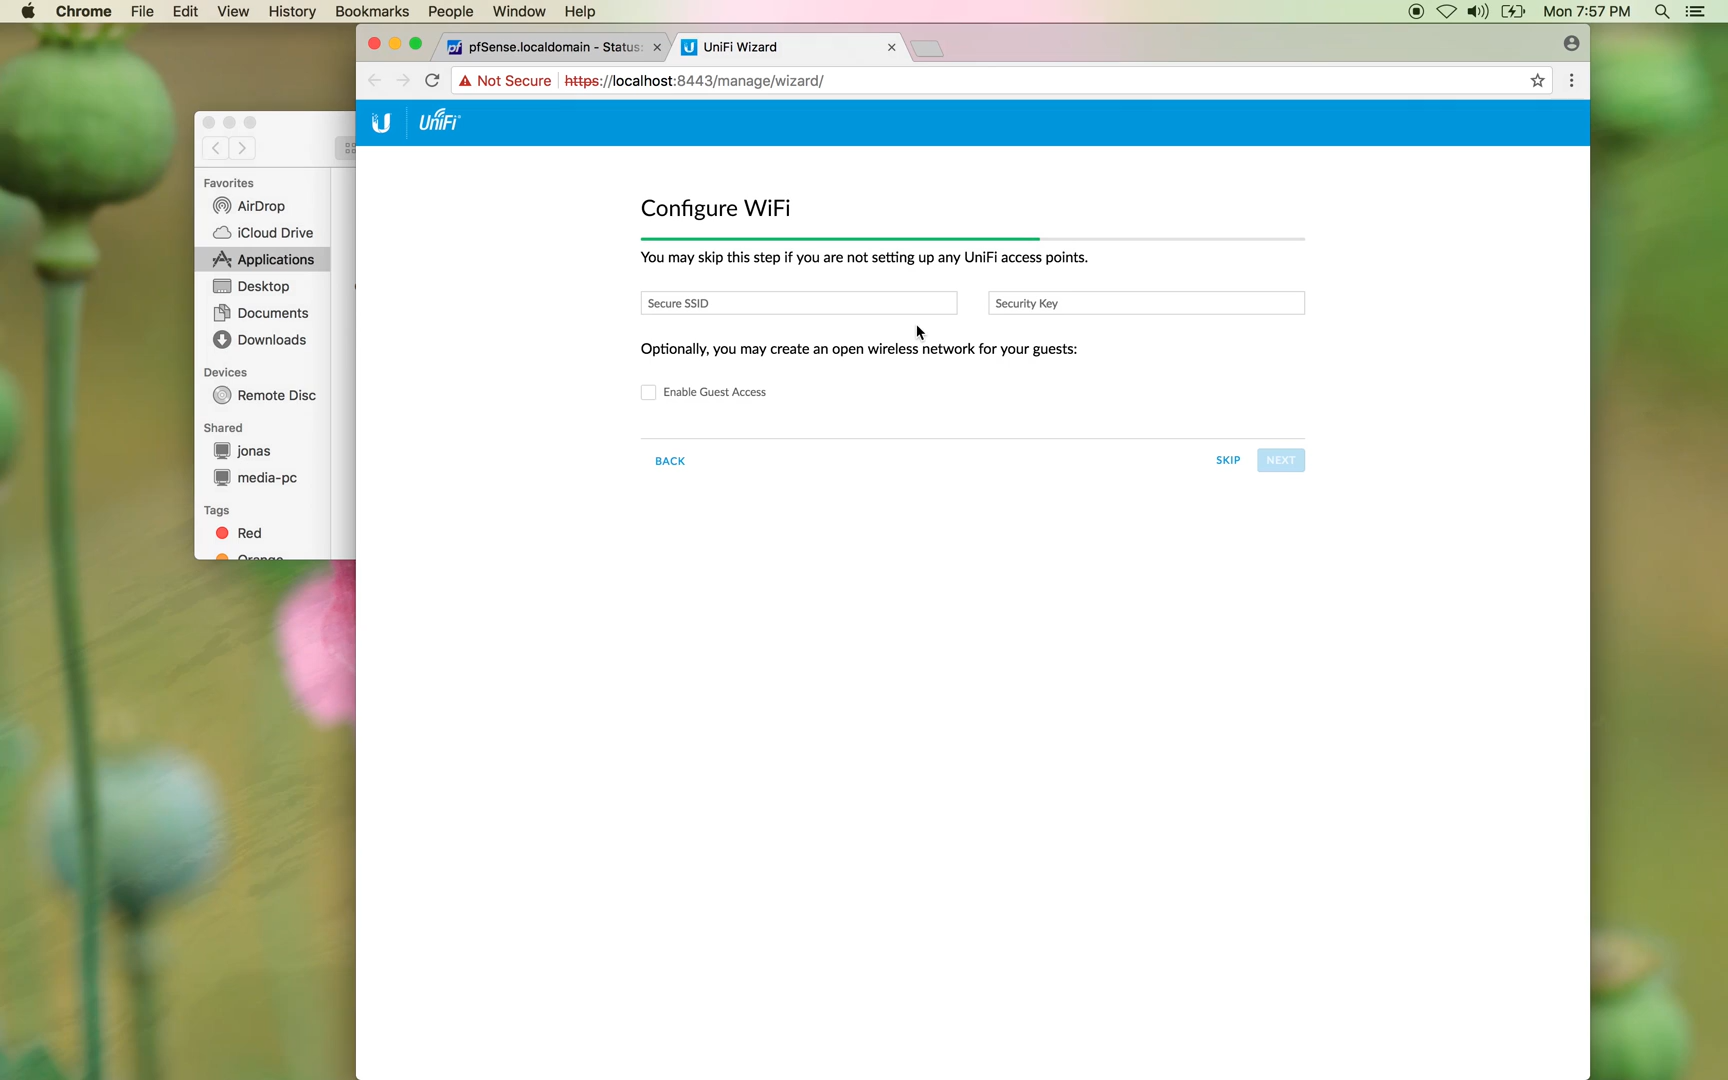 Chrome File Edit View History Bookmarks People Window Help Mon 7:57 PM
pfSense.localdomain - Status: UniFi Wizard
Not Secure https://localhost:8443/manage/wizard/
UniFi
Favorites
AirDrop
iCloud Drive
Applications
Desktop
Documents
Downloads
Devices
Remote Disc
Shared
jonas
media-pc
Tags
Red
Orange
Configure WiFi
You may skip this step if you are not setting up any UniFi access points.
Secure SSID Security Key
Optionally, you may create an open wireless network for your guests:
Enable Guest Access
BACK SKIP NEXT